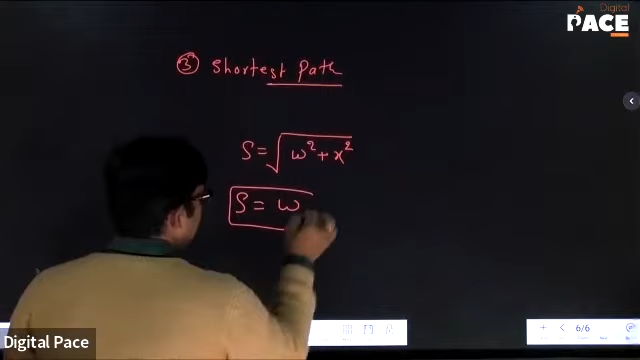 Digital
PACE
③ Shortest Path
S = √(w² + x²)
S = w
Digital Pace
6/6